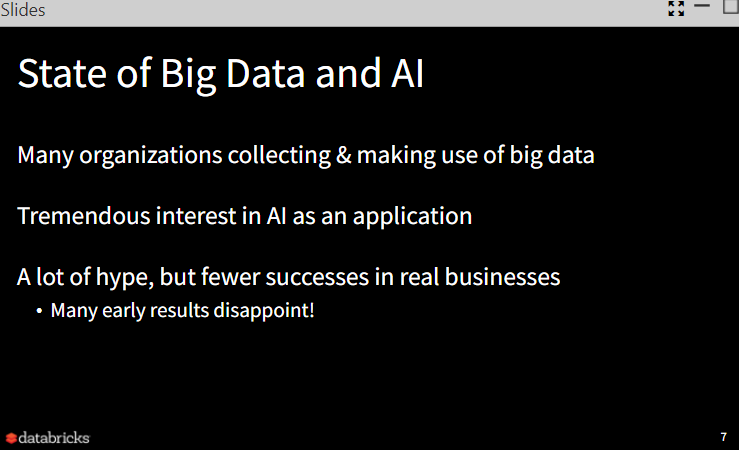 Slides
State of Big Data and AI
Many organizations collecting & making use of big data
Tremendous interest in AI as an application
A lot of hype, but fewer successes in real businesses
• Many early results disappoint!
databricks
7